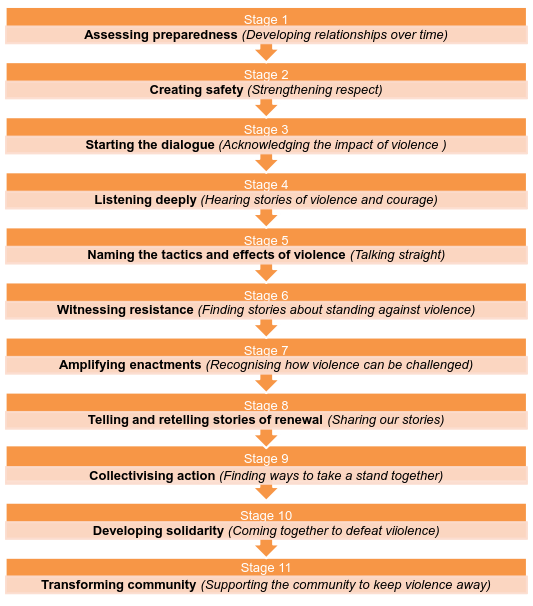 Stage 1
Assessing preparedness (Developing relationships over time)
Stage 2
Creating safety (Strengthening respect)
Stage 3
Starting the dialogue (Acknowledging the impact of violence )
Stage 4
Listening deeply (Hearing stories of violence and courage)
Stage 5
Naming the tactics and effects of violence (Talking straight)
Stage 6
Witnessing resistance (Finding stories about standing against violence)
Stage 7
Amplifying enactments (Recognising how violence can be challenged)
Stage 8
Telling and retelling stories of renewal (Sharing our stories)
Stage 9
Collectivising action (Finding ways to take a stand together)
Stage 10
Developing solidarity (Coming together to defeat viiolence)
Stage 11
Transforming community (Supporting the community to keep violence away)